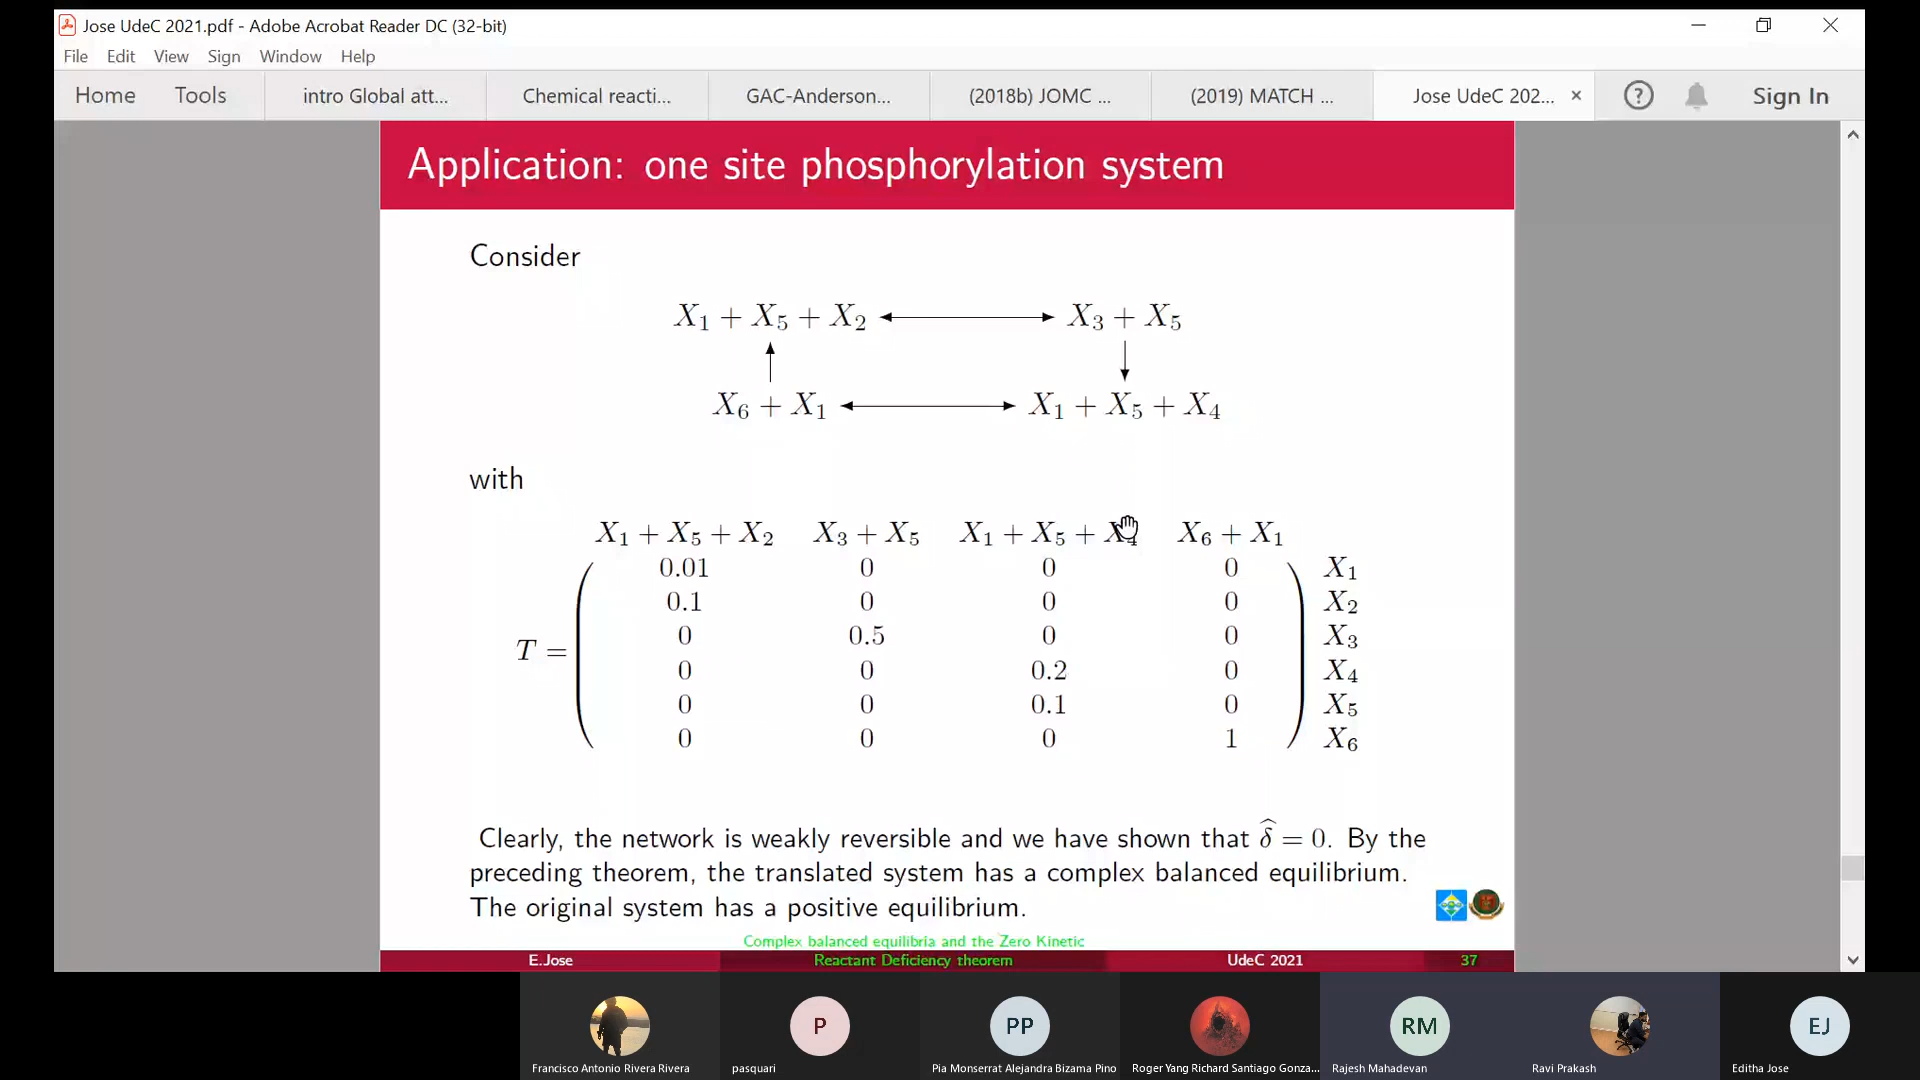 Jose UdeC 2021.pdf - Adobe Acrobat Reader DC (32-bit)
File Edit View Sign Window Help
Home Tools intro Global att... Chemical reacti... GAC-Anderson... (2018b) JOMC ... (2019) MATCH ... Jose UdeC 202... × ? Sign In
Application: one site phosphorylation system
Consider
X₁ + X₅ + X₂ ⟷ X₃ + X₅
X₆ + X₁ ⟷ X₁ + X₅ + X₄
with
X₁ + X₅ + X₂ X₃ + X₅ X₁ + X₅ + X₄ X₆ + X₁
0.01 0 0 0 X₁
0.1 0 0 0 X₂
0 0.5 0 0 X₃
T =
0 0 0.2 0 X₄
0 0 0.1 0 X₅
0 0 0 1 X₆
Clearly, the network is weakly reversible and we have shown that δ̂ = 0. By the
preceding theorem, the translated system has a complex balanced equilibrium.
The original system has a positive equilibrium.
Complex balanced equilibria and the Zero Kinetic
E.Jose Reactant Deficiency theorem UdeC 2021 37
P PP RM EJ
Francisco Antonio Rivera Rivera pasquari Pia Monserrat Alejandra Bizama Pino Roger Yang Richard Santiago Gonza... Rajesh Mahadevan Ravi Prakash Editha Jose